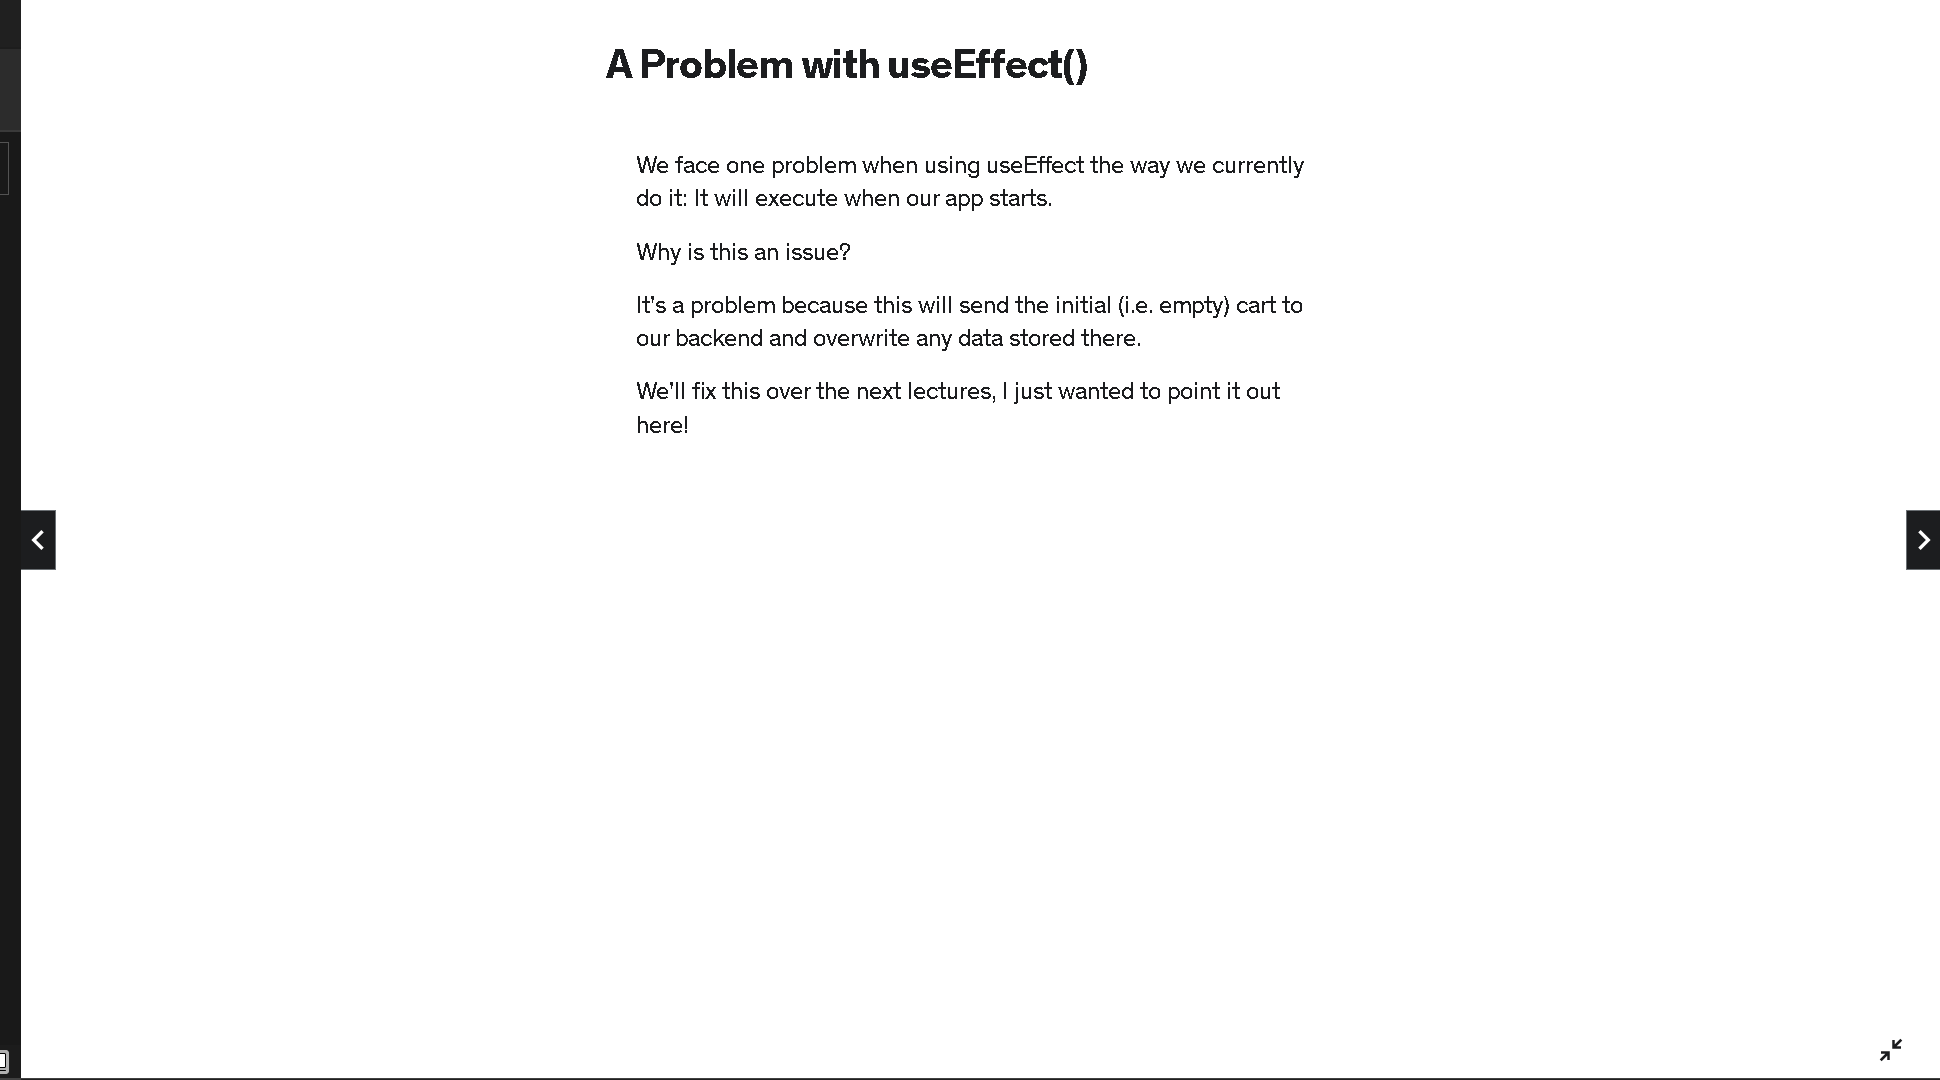 A Problem with useEffect()
We face one problem when using useEffect the way we currently
do it: It will execute when our app starts.
Why is this an issue?
It's a problem because this will send the initial (i.e. empty) cart to
our backend and overwrite any data stored there.
We'll fix this over the next lectures, I just wanted to point it out
here!